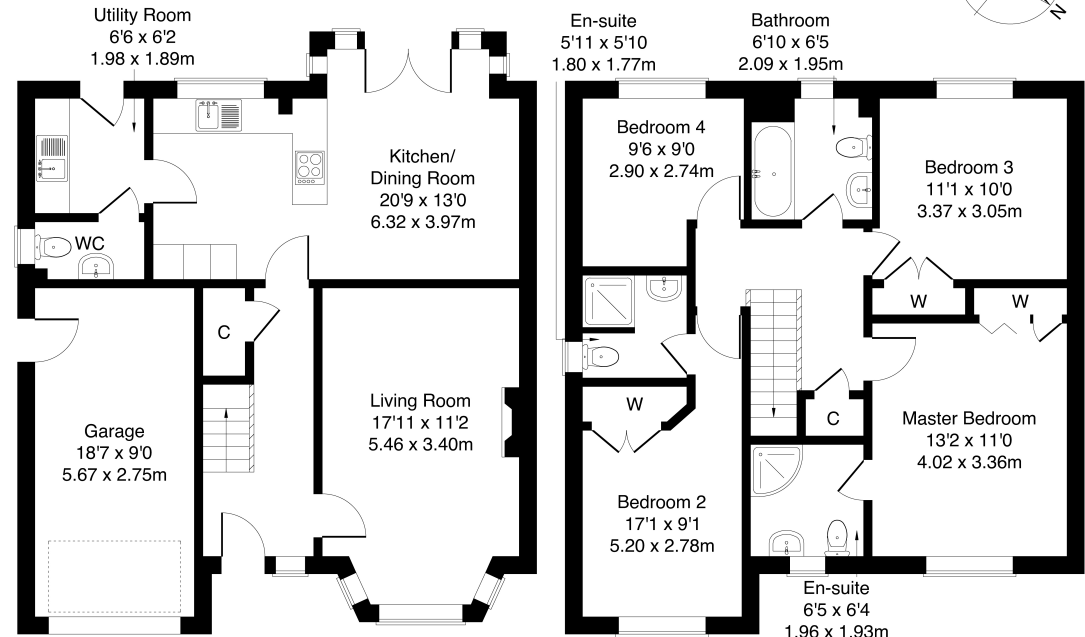 Utility Room
6'6 x 6'2
1.98 x 1.89m
Kitchen/
Dining Room
20'9 x 13'0
6.32 x 3.97m
WC
C
Garage
18'7 x 9'0
5.67 x 2.75m
Living Room
17'11 x 11'2
5.46 x 3.40m
En-suite
5'11 x 5'10
1.80 x 1.77m
Bathroom
6'10 x 6'5
2.09 x 1.95m
N
Bedroom 4
9'6 x 9'0
2.90 x 2.74m
Bedroom 3
11'1 x 10'0
3.37 x 3.05m
W
W
W
C
Master Bedroom
13'2 x 11'0
4.02 x 3.36m
Bedroom 2
17'1 x 9'1
5.20 x 2.78m
En-suite
6'5 x 6'4
1.96 x 1.93m